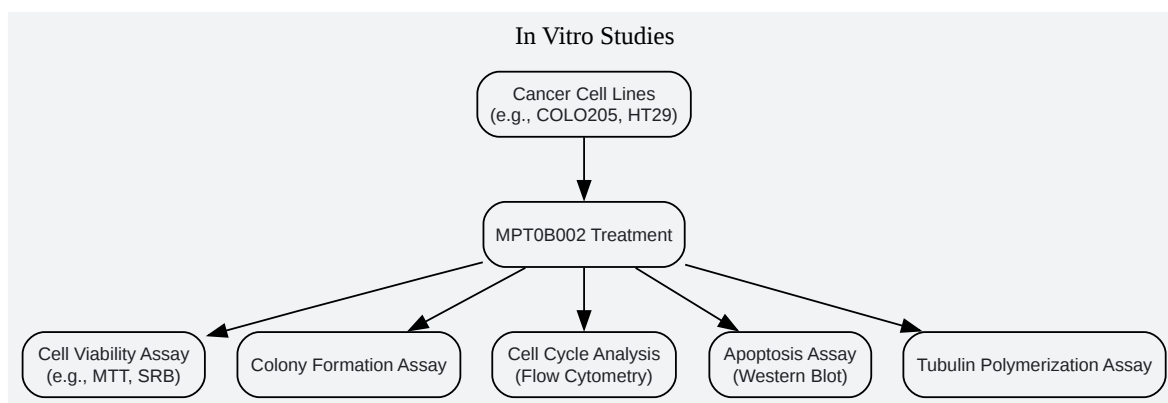 In Vitro Studies
Cancer Cell Lines
(e.g., COLO205, HT29)
MPT0B002 Treatment
Cell Viability Assay
(e.g., MTT, SRB)
Colony Formation Assay
Cell Cycle Analysis
(Flow Cytometry)
Apoptosis Assay
(Western Blot)
Tubulin Polymerization Assay